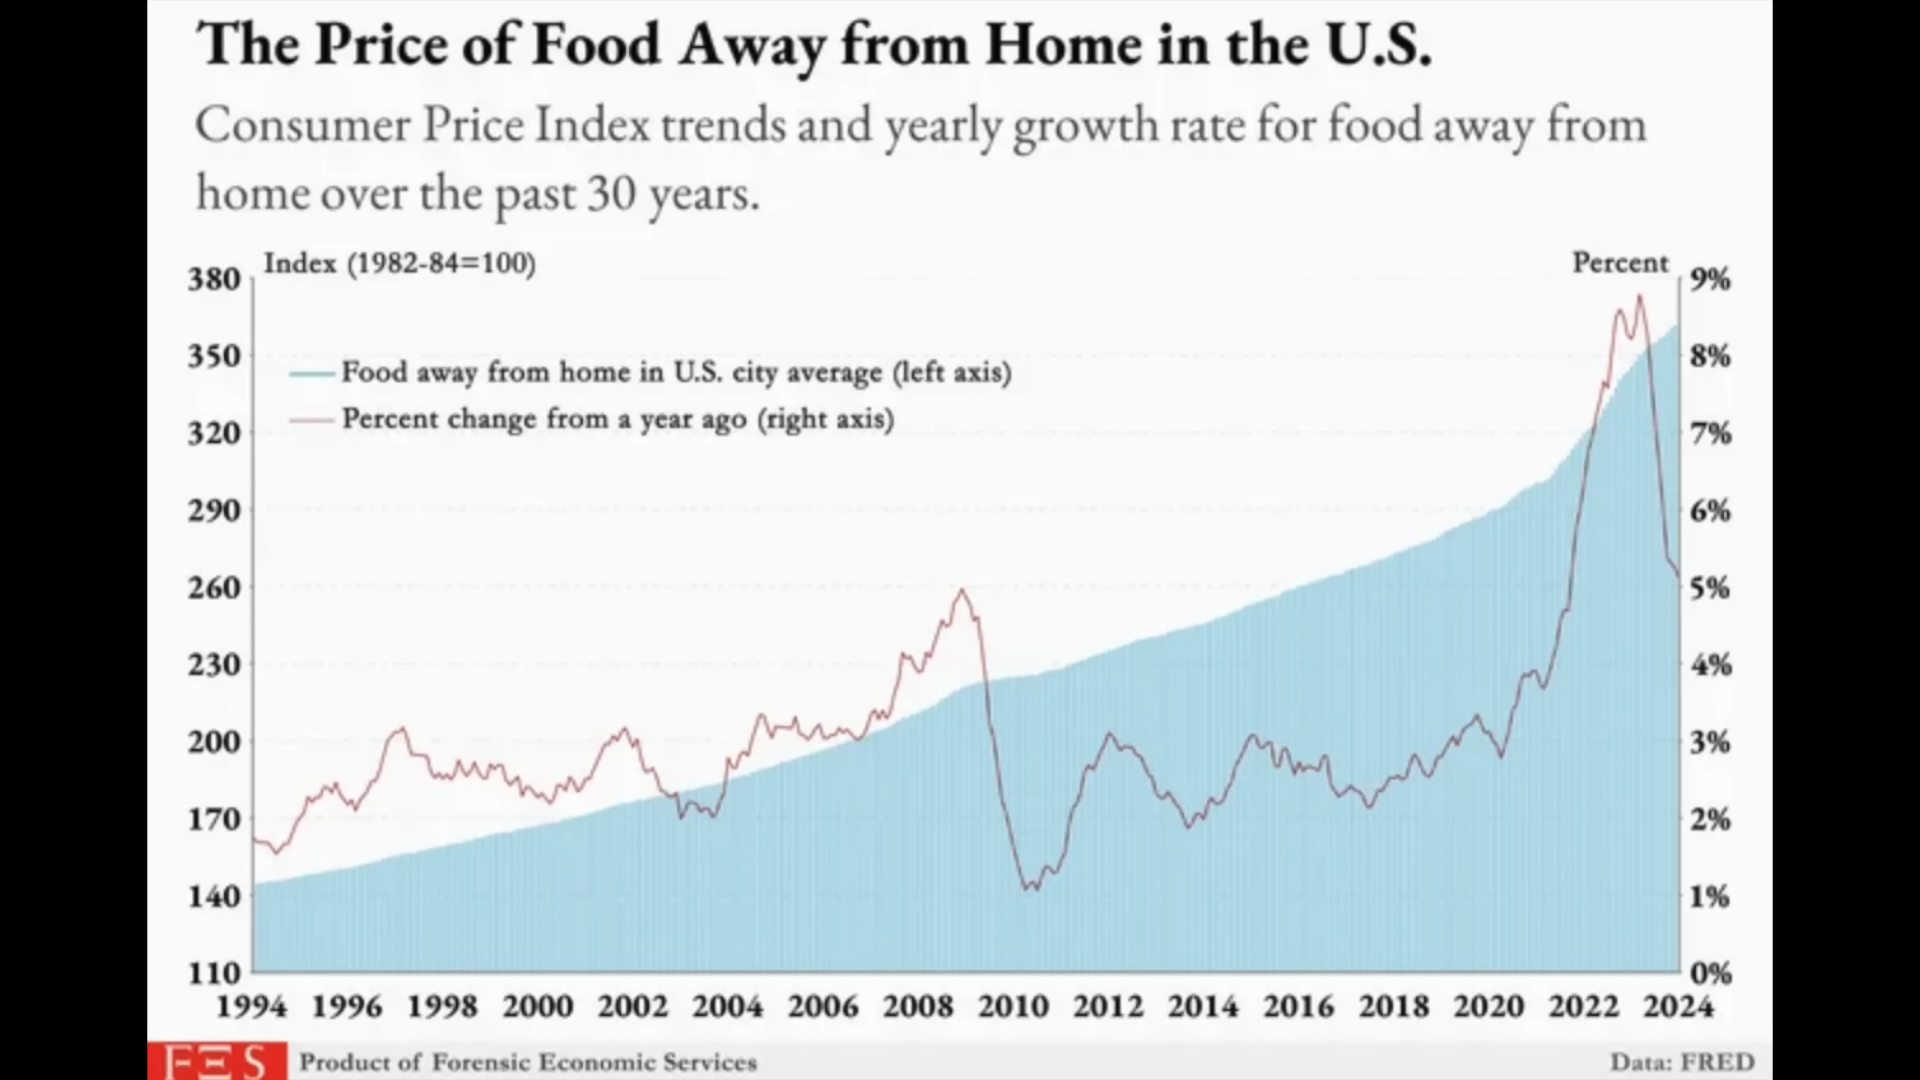 The Price of Food Away from Home in the U.S.
Consumer Price Index trends and yearly growth rate for food away from
home over the past 30 years.
Index (1982-84=100)
Percent
380
9%
Food away from home in U.S. city average (left axis)
350
8%
Percent change from a year ago (right axis)
320
7%
290
6%
260
5%
230
4%
200
3%
170
2%
140
1%
110
0%
1994 1996 1998 2000 2002 2004 2006 2008 2010 2012 2014 2016 2018 2020 2022 2024
FΞS Product of Forensic Economic Services
Data: FRED